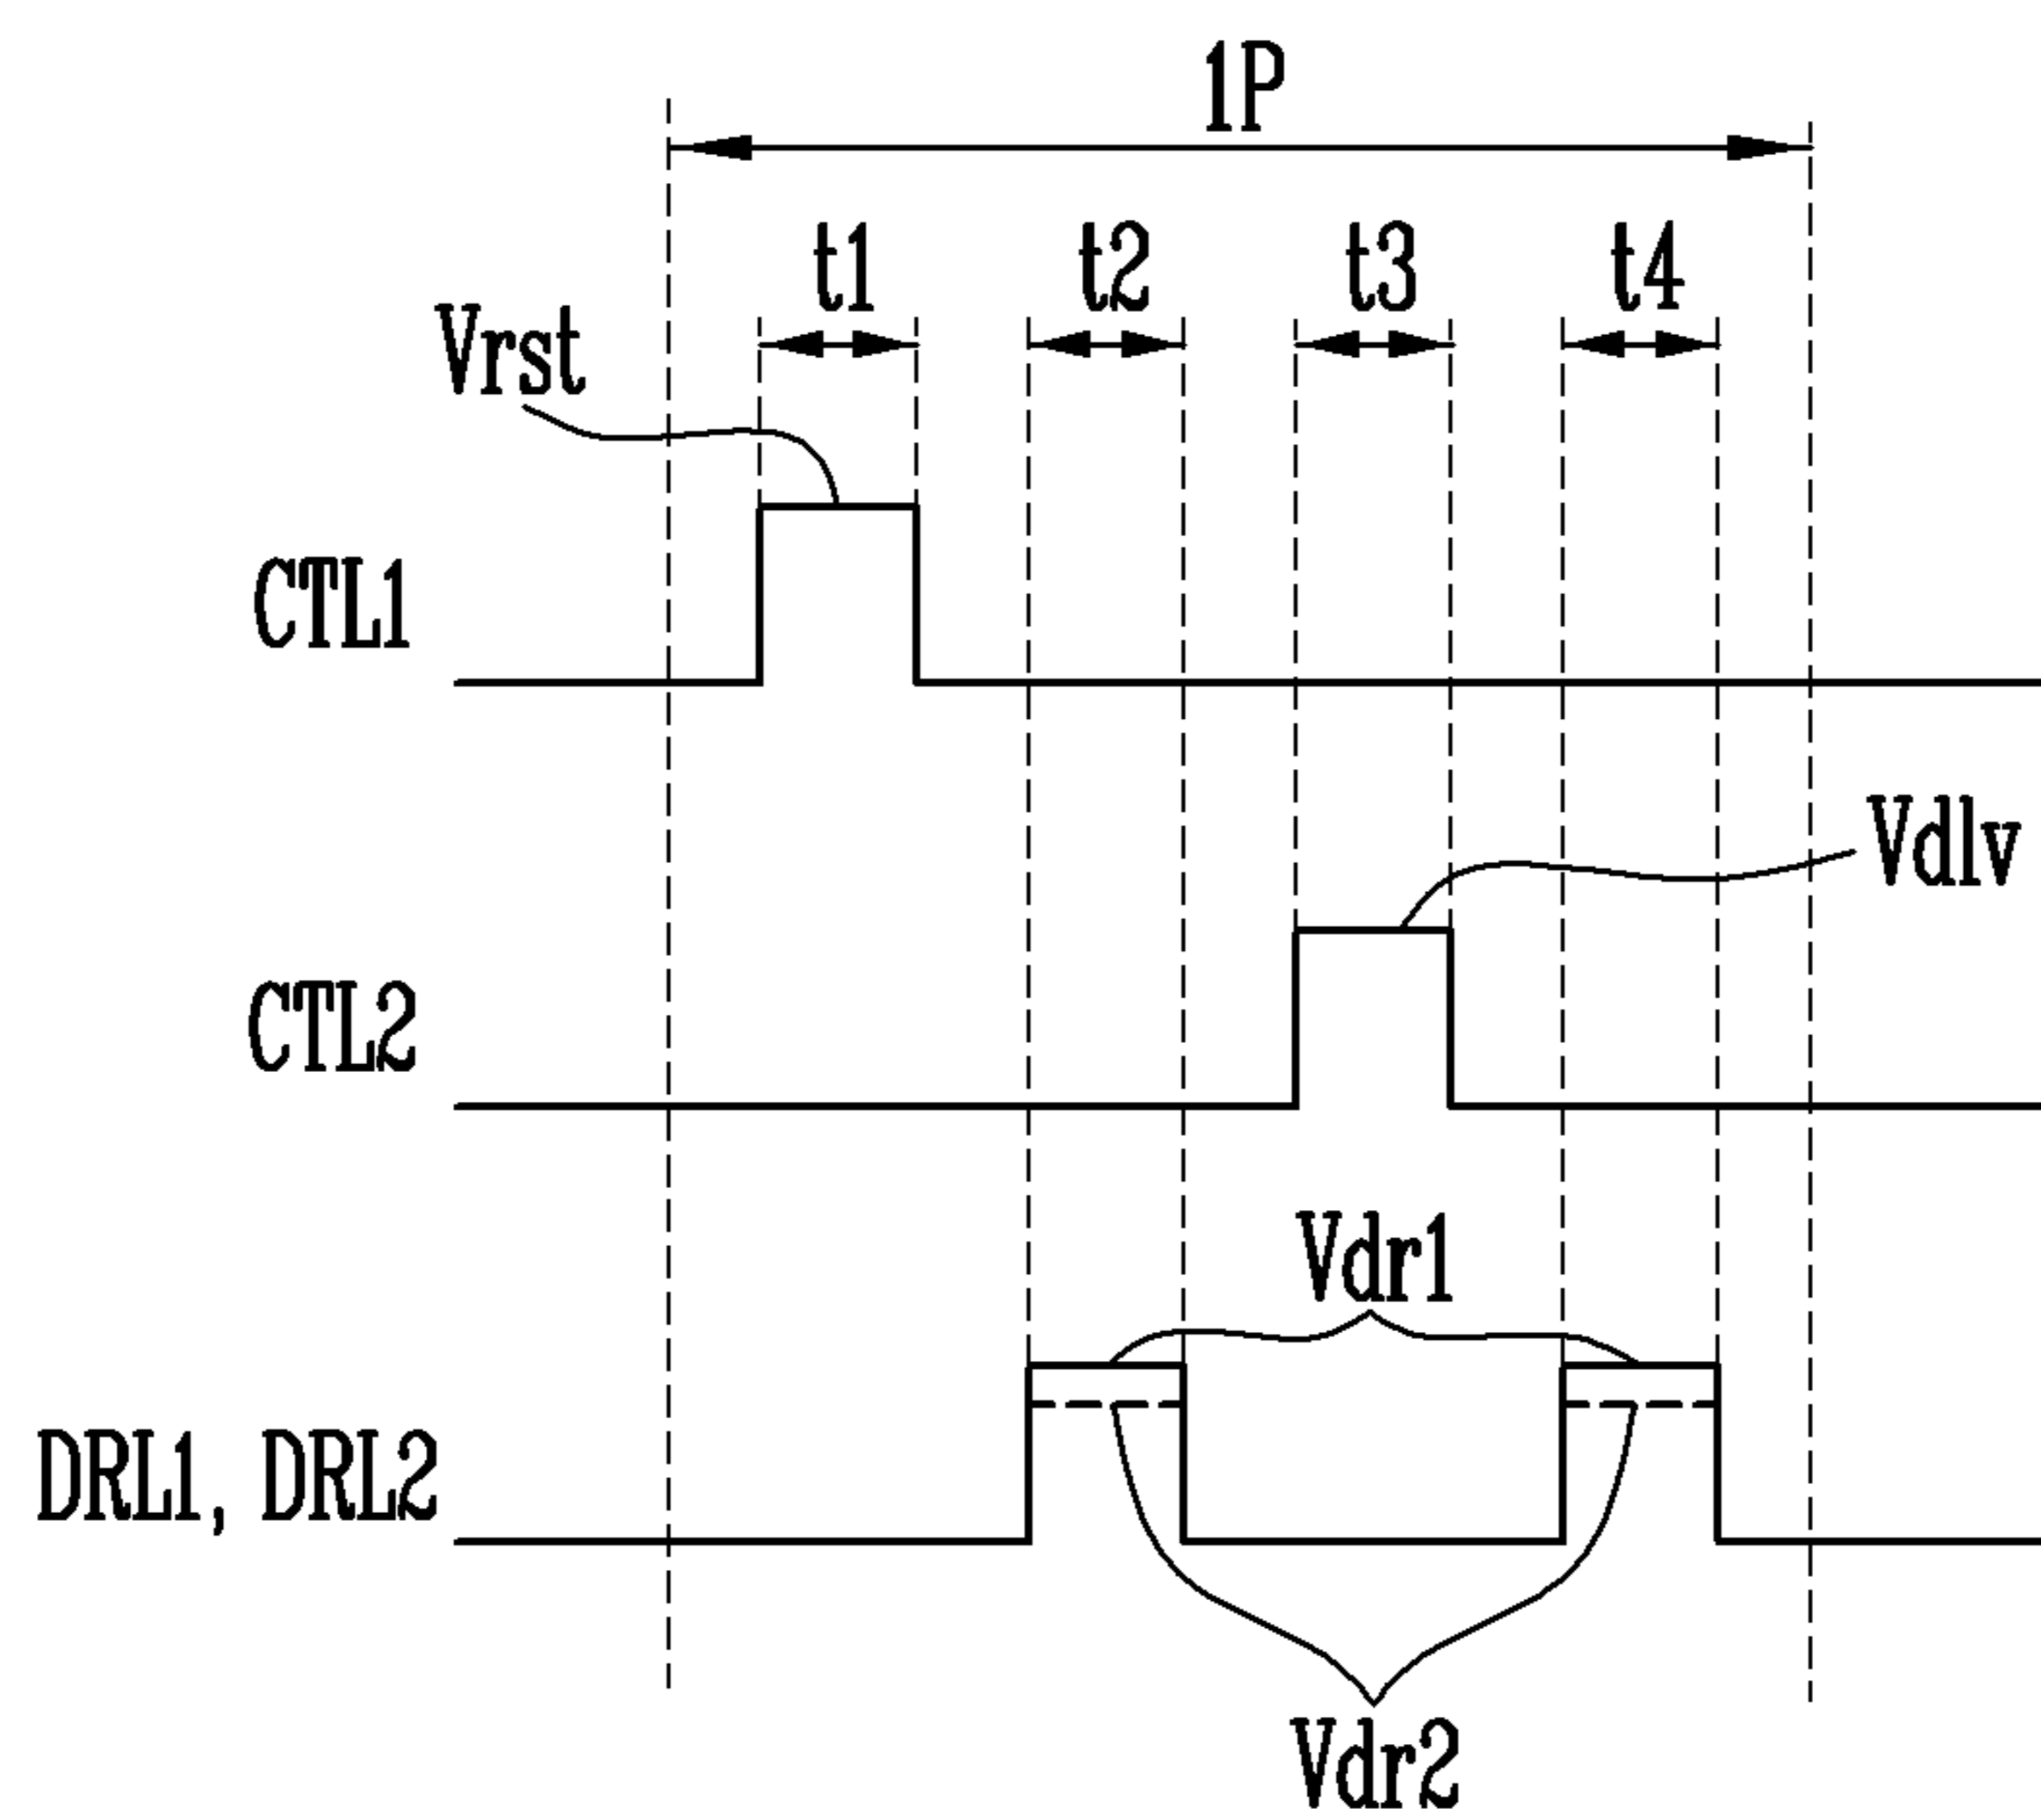 1P
t1 t2 t3 t4
Vrst
CTL1
Vdlv
CTL2
Vdr1
DRL1, DRL2
Vdr2